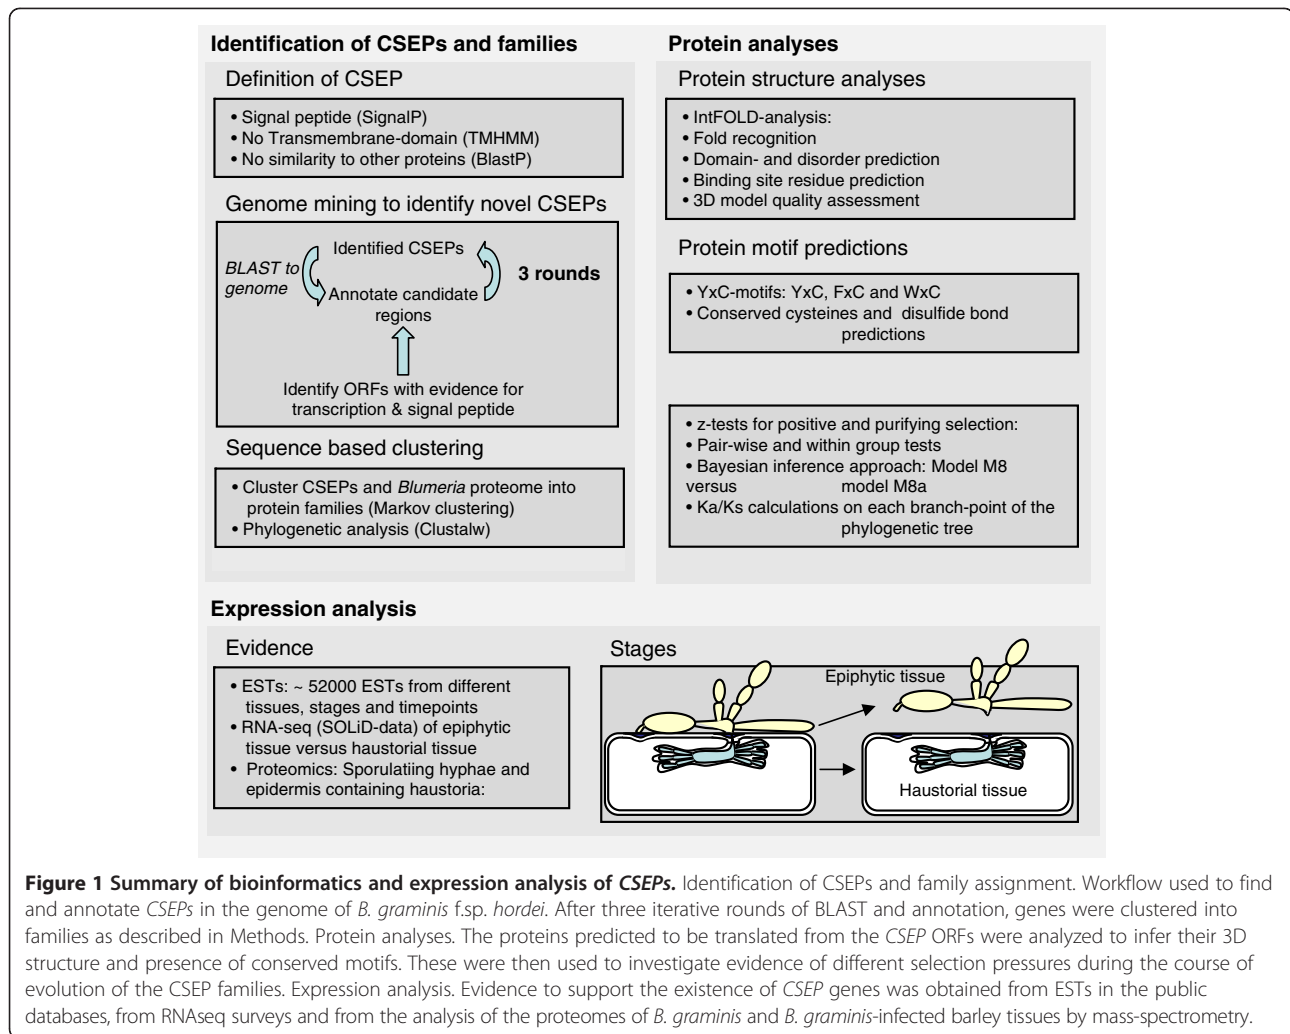 Identification of CSEPs and families
Definition of CSEP
• Signal peptide (SignalP)
• No Transmembrane-domain (TMHMM)
• No similarity to other proteins (BlastP)
Genome mining to identify novel CSEPs
Identified CSEPs
BLAST to
genome
3 rounds
Annotate candidate
regions
Identify ORFs with evidence for
transcription & signal peptide
Sequence based clustering
• Cluster CSEPs and Blumeria proteome into
protein families (Markov clustering)
• Phylogenetic analysis (Clustalw)
Protein analyses
Protein structure analyses
• IntFOLD-analysis:
• Fold recognition
• Domain- and disorder prediction
• Binding site residue prediction
• 3D model quality assessment
Protein motif predictions
• YxC-motifs: YxC, FxC and WxC
• Conserved cysteines and disulfide bond
predictions
• z-tests for positive and purifying selection:
• Pair-wise and within group tests
• Bayesian inference approach: Model M8
versus model M8a
• Ka/Ks calculations on each branch-point of the
phylogenetic tree
Expression analysis
Evidence
• ESTs: ~ 52000 ESTs from different
tissues, stages and timepoints
• RNA-seq (SOLiD-data) of epiphytic
tissue versus haustorial tissue
• Proteomics: Sporulatiing hyphae and
epidermis containing haustoria:
Stages
Epiphytic tissue
Haustorial tissue
Figure 1 Summary of bioinformatics and expression analysis of CSEPs. Identification of CSEPs and family assignment. Workflow used to find
and annotate CSEPs in the genome of B. graminis f.sp. hordei. After three iterative rounds of BLAST and annotation, genes were clustered into
families as described in Methods. Protein analyses. The proteins predicted to be translated from the CSEP ORFs were analyzed to infer their 3D
structure and presence of conserved motifs. These were then used to investigate evidence of different selection pressures during the course of
evolution of the CSEP families. Expression analysis. Evidence to support the existence of CSEP genes was obtained from ESTs in the public
databases, from RNAseq surveys and from the analysis of the proteomes of B. graminis and B. graminis-infected barley tissues by mass-spectrometry.